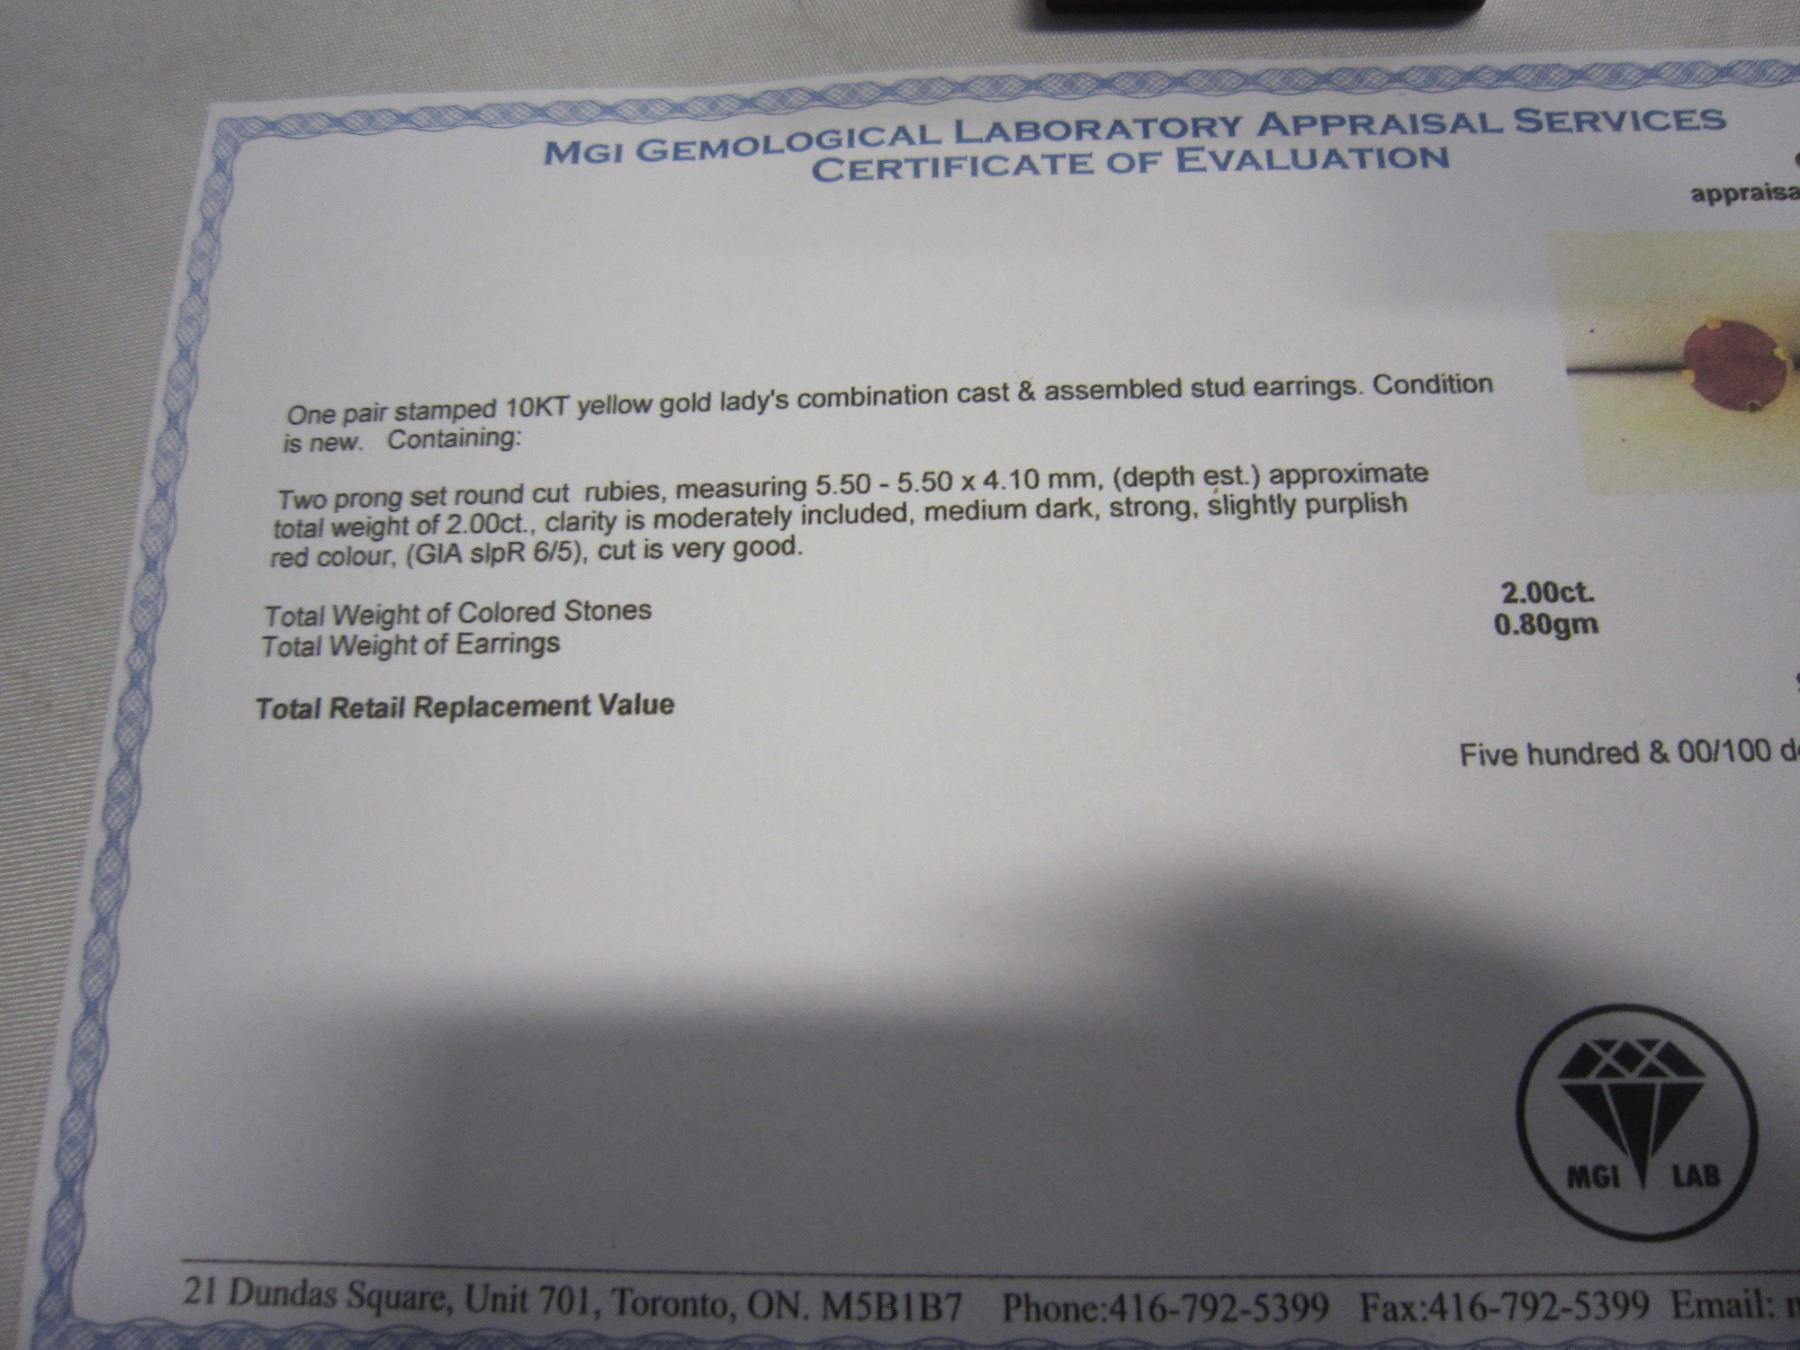 MGI GEMOLOGICAL LABORATORY APPRAISAL SERVICES
CERTIFICATE OF EVALUATION
One pair stamped 10KT yellow gold lady's combination cast & assembled stud earrings. Condition
is new. Containing:
Two prong set round cut rubies, measuring 5.50 - 5.50 x 4.10 mm, (depth est.) approximate
total weight of 2.00ct., clarity is moderately included, medium dark, strong, slightly purplish
red colour, (GIA slpR 6/5), cut is very good.
Total Weight of Colored Stones 2.00ct.
Total Weight of Earrings 0.80gm
Total Retail Replacement Value
Five hundred & 00/100
MGI LAB
21 Dundas Square, Unit 701, Toronto, ON. M5B1B7 Phone:416-792-5399 Fax:416-792-5399 Email: